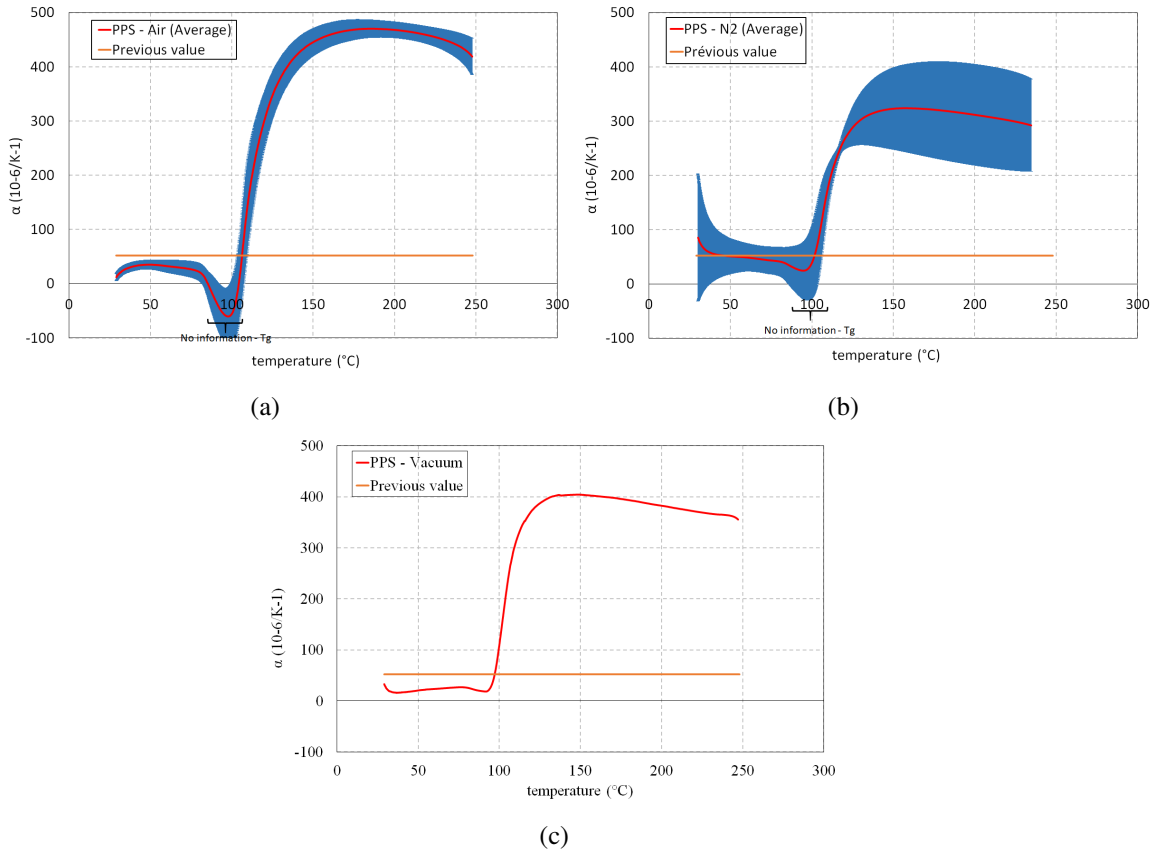 500
400
300
200
100
0
-100
0
50
100
150
200
250
300
α (10-6/K-1)
temperature (°C)
PPS - Air (Average)
Previous value
No information - Tg
(a)
500
400
300
200
100
0
-100
0
50
100
150
200
250
300
α (10-6/K-1)
temperature (°C)
PPS - N2 (Average)
Prévious value
No information - Tg
(b)
500
400
300
200
100
0
-100
0
50
100
150
200
250
300
α (10-6/K-1)
temperature (°C)
PPS - Vacuum
Previous value
(c)